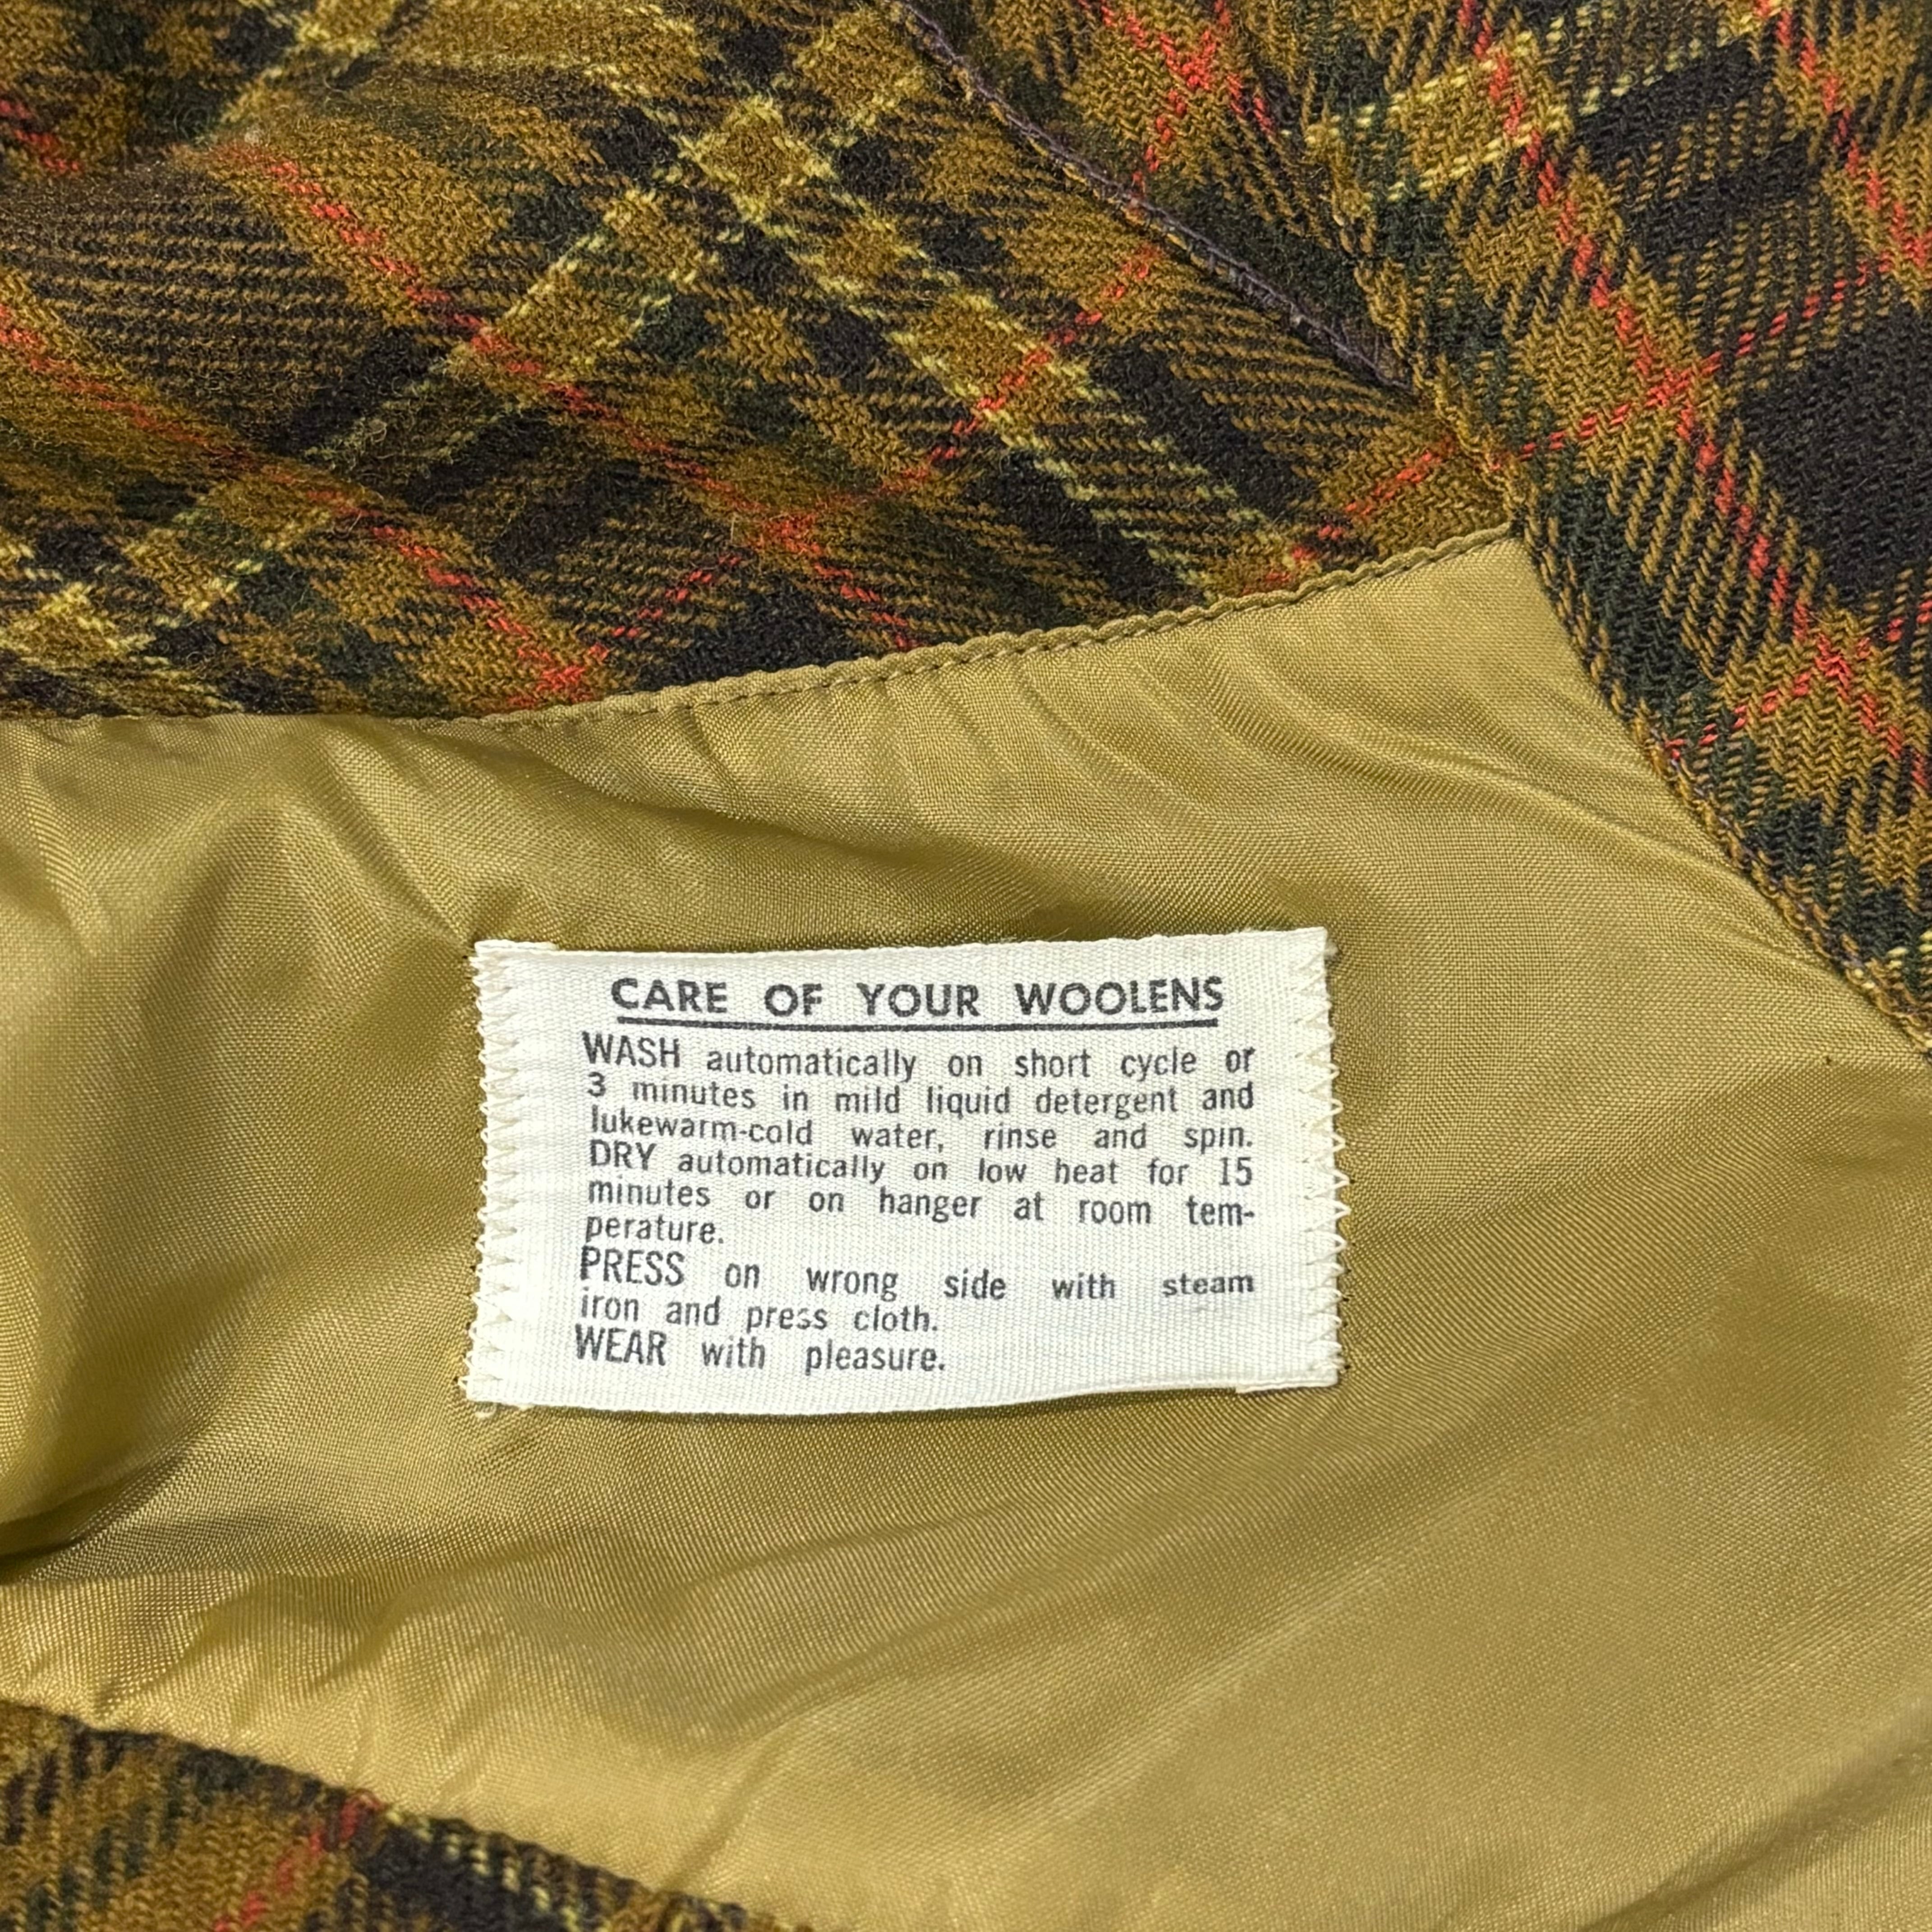 CARE OF YOUR WOOLENS
WASH automatically on short cycle or
3 minutes in mild liquid detergent and
lukewarm-cold water, rinse and spin.
DRY automatically on low heat for 15
minutes or on hanger at room tem-
perature.
PRESS on wrong side with steam
iron and press cloth.
WEAR with pleasure.